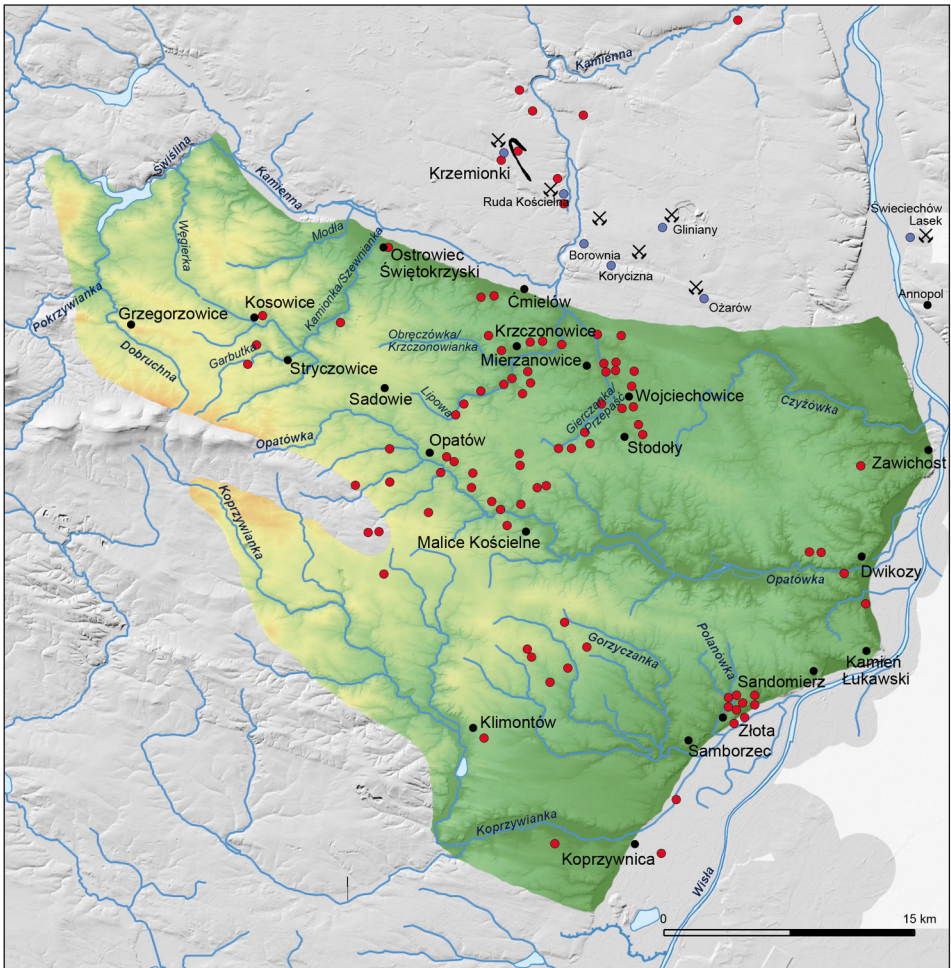 Kamienna
Krzemionki
Świślina
Kamienna
Ruda Kościelna
Święciechów
Lasek
Gliniany
Węgierka
Modła
Kamionka/Szewnianka
Ostrowiec
Świętokrzyski
Borownia
Korycizna
Pokrzywianka
Kosowice
Ćmielów
Ożarów
Annopol
Grzegorzowice
Obręczówka/
Krzczonowianka
Krzczonowice
Mierzanowice
Dobruchna
Garbutka
Stryczowice
Sadowie
Lipowa
Gierczanka/
Przepaść
Wojciechowice
Czyżówka
Opatówka
Opatów
Stodoły
Zawichost
Koprzywianka
Malice Kościelne
Opatówka
Dwikozy
Gorzyczanka
Polanówka
Kamień
Łukawski
Sandomierz
Klimontów
Złota
Samborzec
Koprzywianka
Koprzywnica
Wisła
0
15 km